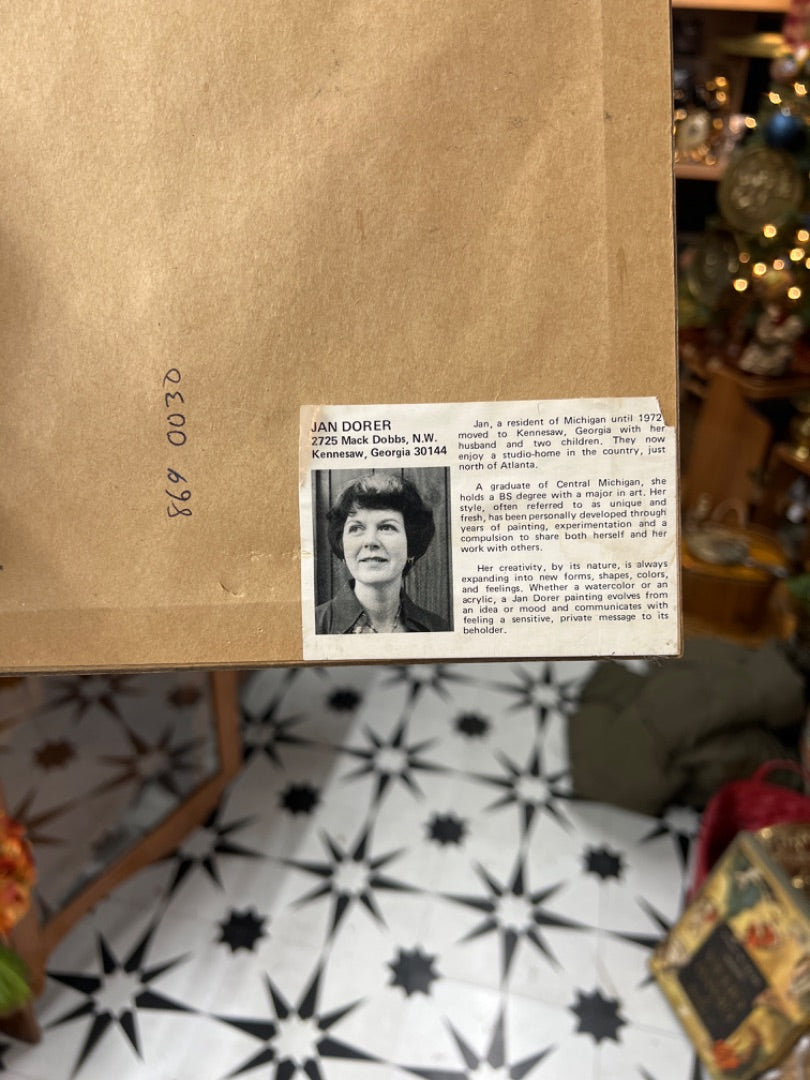 869 0030
JAN DORER
2725 Mack Dobbs, N.W.
Kennesaw, Georgia 30144
Jan, a resident of Michigan until 1972
moved to Kennesaw, Georgia with her
husband and two children. They now
enjoy a studio-home in the country, just
north of Atlanta.
A graduate of Central Michigan, she
holds a BS degree with a major in art. Her
style, often referred to as unique and
fresh, has been personally developed through
years of painting, experimentation and a
compulsion to share both herself and her
work with others.
Her creativity, by its nature, is always
expanding into new forms, shapes, colors,
and feelings. Whether a watercolor or an
acrylic, a Jan Dorer painting evolves from
an idea or mood and communicates with
feeling a sensitive, private message to its
beholder.